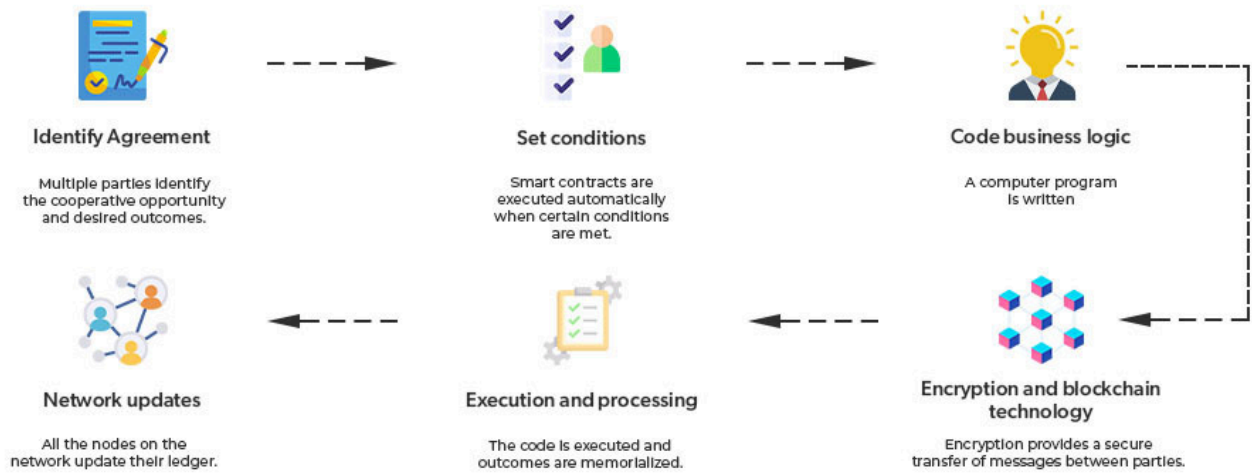 Identify Agreement
Multiple parties identify
the cooperative opportunity
and desired outcomes.
Set conditions
Smart contracts are
executed automatically
when certain conditions
are met.
Code business logic
A computer program
is written
Encryption and blockchain
technology
Encryption provides a secure
transfer of messages between parties.
Execution and processing
The code is executed and
outcomes are memorialized.
Network updates
All the nodes on the
network update their ledger.